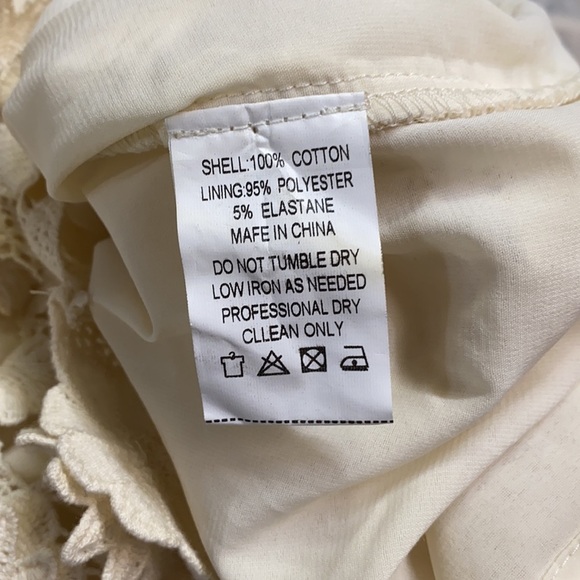 SHELL:100% COTTON
LINING:95% POLYESTER
5% ELASTANE
MAFE IN CHINA
DO NOT TUMBLE DRY
LOW IRON AS NEEDED
PROFESSIONAL DRY
CLLEAN ONLY